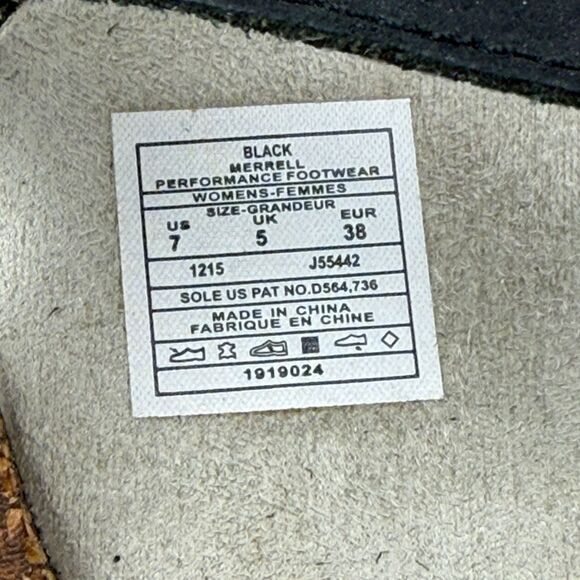 BLACK
MERRELL
PERFORMANCE FOOTWEAR
WOMENS-FEMMES
SIZE-GRANDEUR
US UK EUR
7 5 38
1215 J55442
SOLE US PAT NO.D564,736
MADE IN CHINA
FABRIQUE EN CHINE
1919024